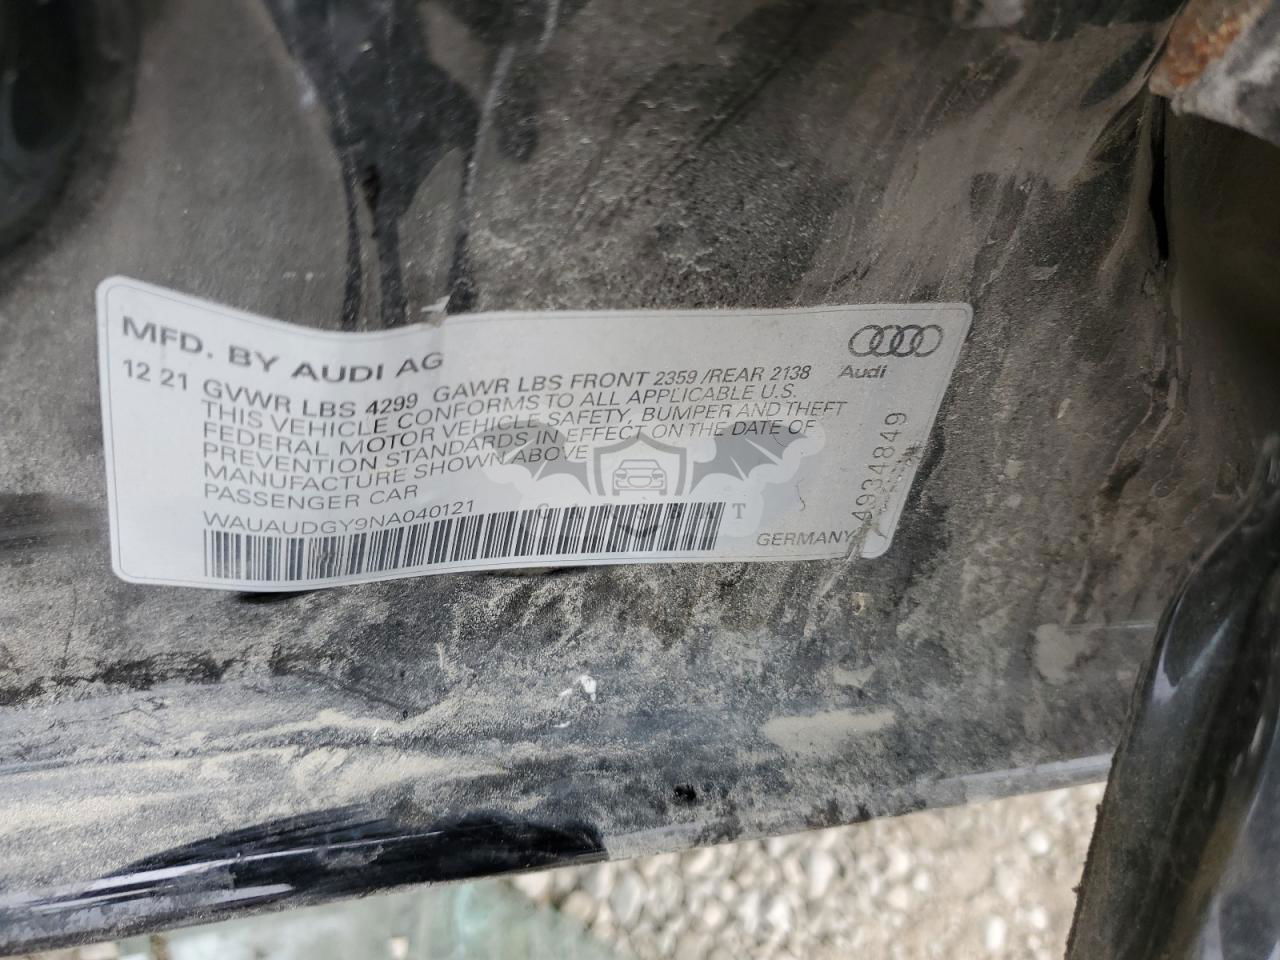 MFD. BY AUDI AG
12 21 GVWR LBS 4299 GAWR LBS FRONT 2359 /REAR 2138
THIS VEHICLE CONFORMS TO ALL APPLICABLE U.S.
FEDERAL MOTOR VEHICLE SAFETY, BUMPER AND THEFT
PREVENTION STANDARDS IN EFFECT ON THE DATE OF
MANUFACTURE SHOWN ABOVE
PASSENGER CAR
WAUAUDGY9NA040121
GERMANY
Audi
4934849